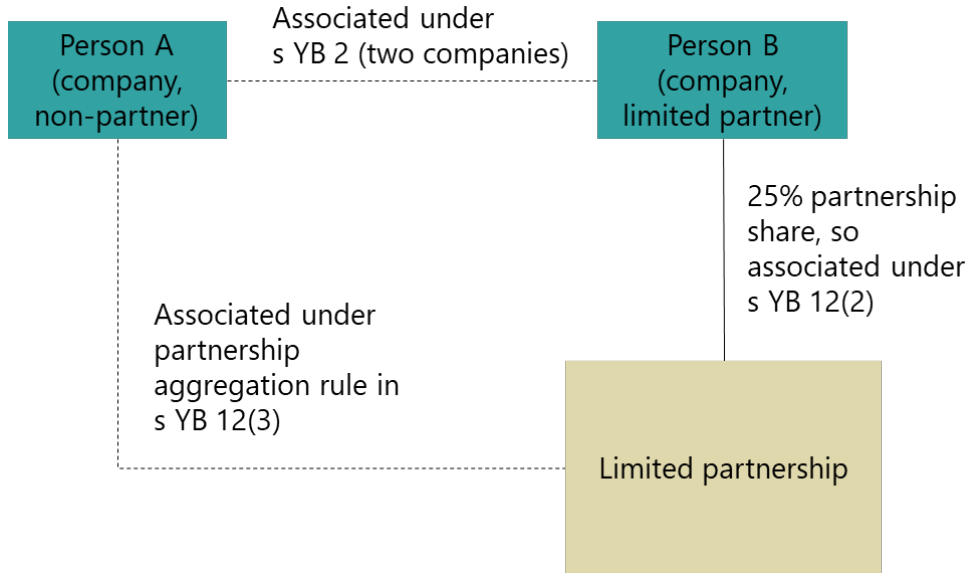 Associated under
s YB 2 (two companies)
Person A
(company,
non-partner)
Person B
(company,
limited partner)
25% partnership
share, so
associated under
s YB 12(2)
Associated under
partnership
aggregation rule in
s YB 12(3)
Limited partnership